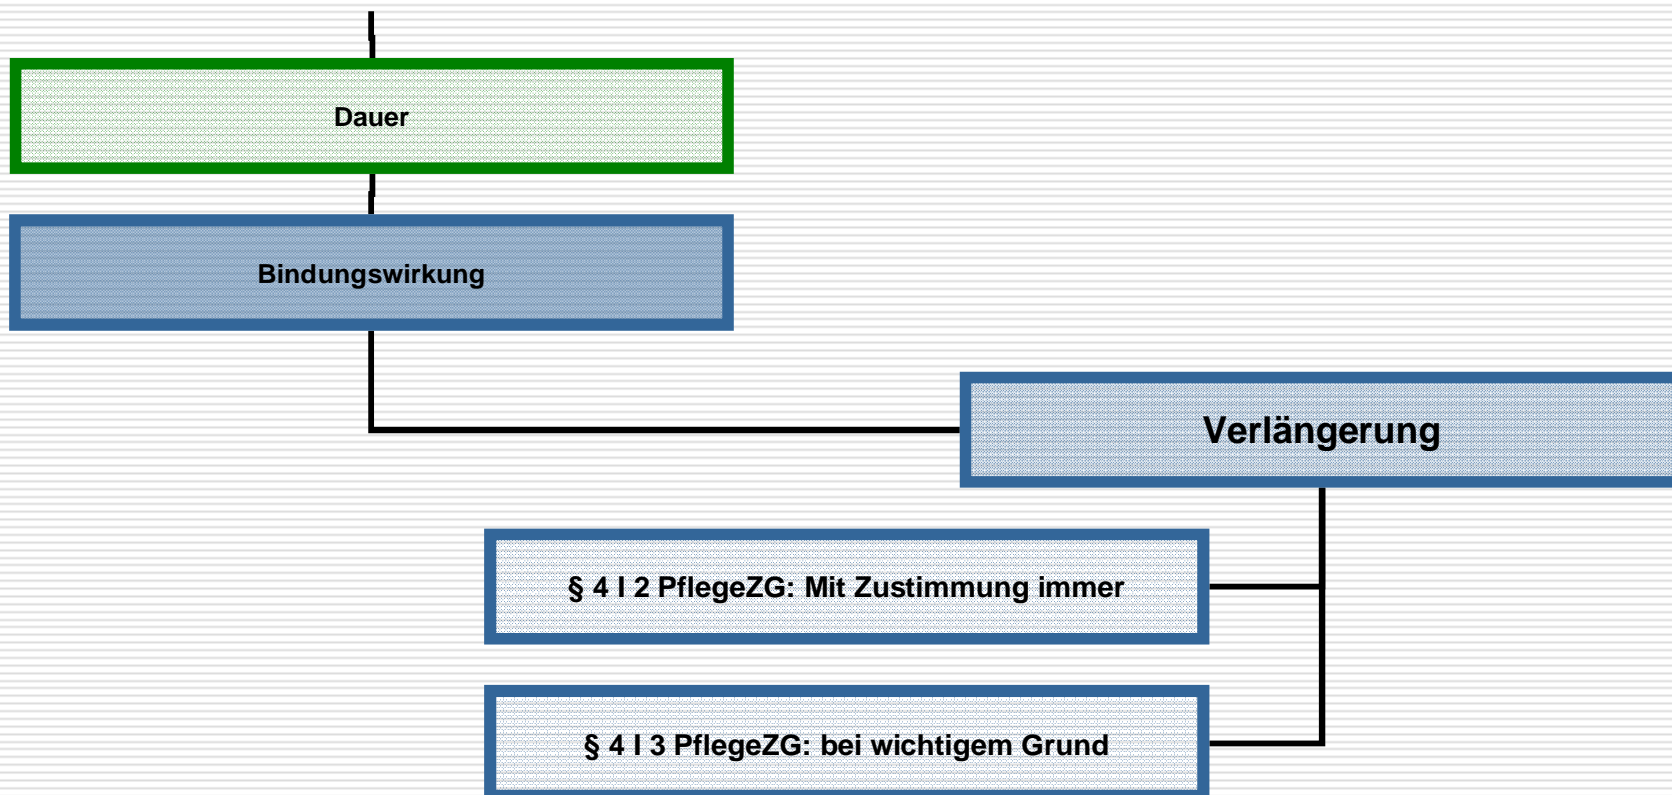 Dauer
Bindungswirkung
Verlängerung
§ 4 I 2 PflegeZG: Mit Zustimmung immer
§ 4 I 3 PflegeZG: bei wichtigem Grund